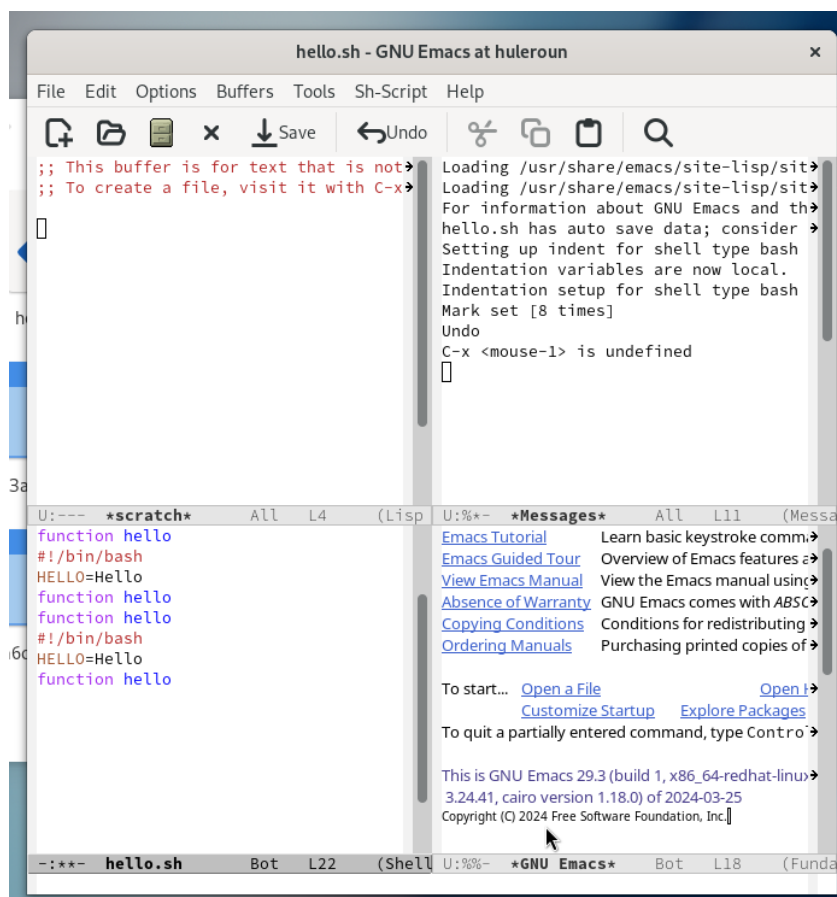 hello.sh - GNU Emacs at huleroun
File Edit Options Buffers Tools Sh-Script Help
Save Undo
;; This buffer is for text that is not
;; To create a file, visit it with C-x
U:--- *scratch* All L4 (Lisp
Loading /usr/share/emacs/site-lisp/sit
Loading /usr/share/emacs/site-lisp/sit
For information about GNU Emacs and th
hello.sh has auto save data; consider
Setting up indent for shell type bash
Indentation variables are now local.
Indentation setup for shell type bash
Mark set [8 times]
Undo
C-x <mouse-1> is undefined
U:%*- *Messages* All L11 (Messa
function hello
#!/bin/bash
HELLO=Hello
function hello
function hello
#!/bin/bash
HELLO=Hello
function hello
-:**- hello.sh Bot L22 (Shell
Emacs Tutorial Learn basic keystroke comma
Emacs Guided Tour Overview of Emacs features a
View Emacs Manual View the Emacs manual using
Absence of Warranty GNU Emacs comes with ABSO
Copying Conditions Conditions for redistributing
Ordering Manuals Purchasing printed copies of
To start... Open a File Open H
Customize Startup Explore Packages
To quit a partially entered command, type Contro
This is GNU Emacs 29.3 (build 1, x86_64-redhat-linux
3.24.41, cairo version 1.18.0) of 2024-03-25
Copyright (C) 2024 Free Software Foundation, Inc.
U:%%- *GNU Emacs* Bot L18 (Funda